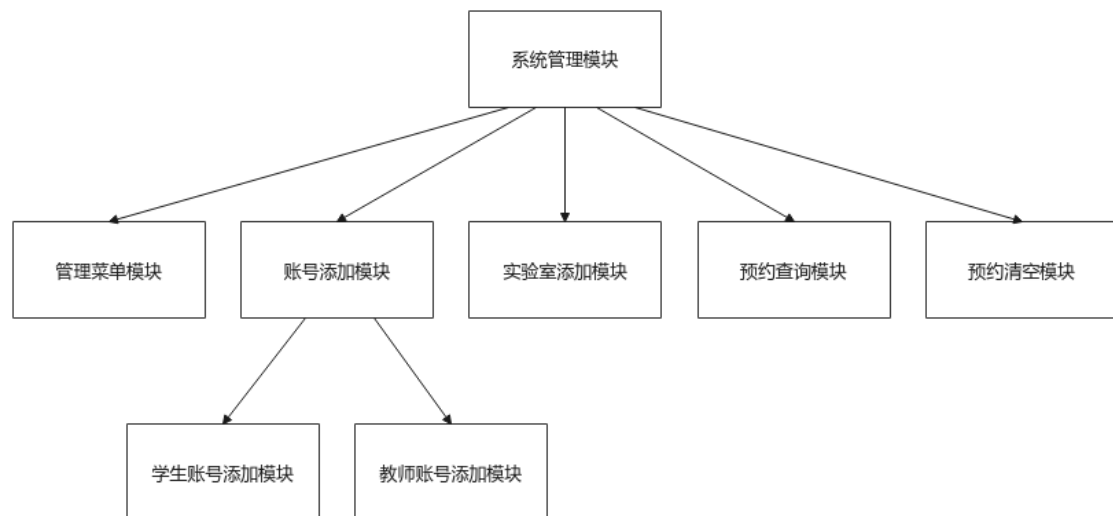 系统管理模块
管理菜单模块
账号添加模块
实验室添加模块
预约查询模块
预约清空模块
学生账号添加模块
教师账号添加模块